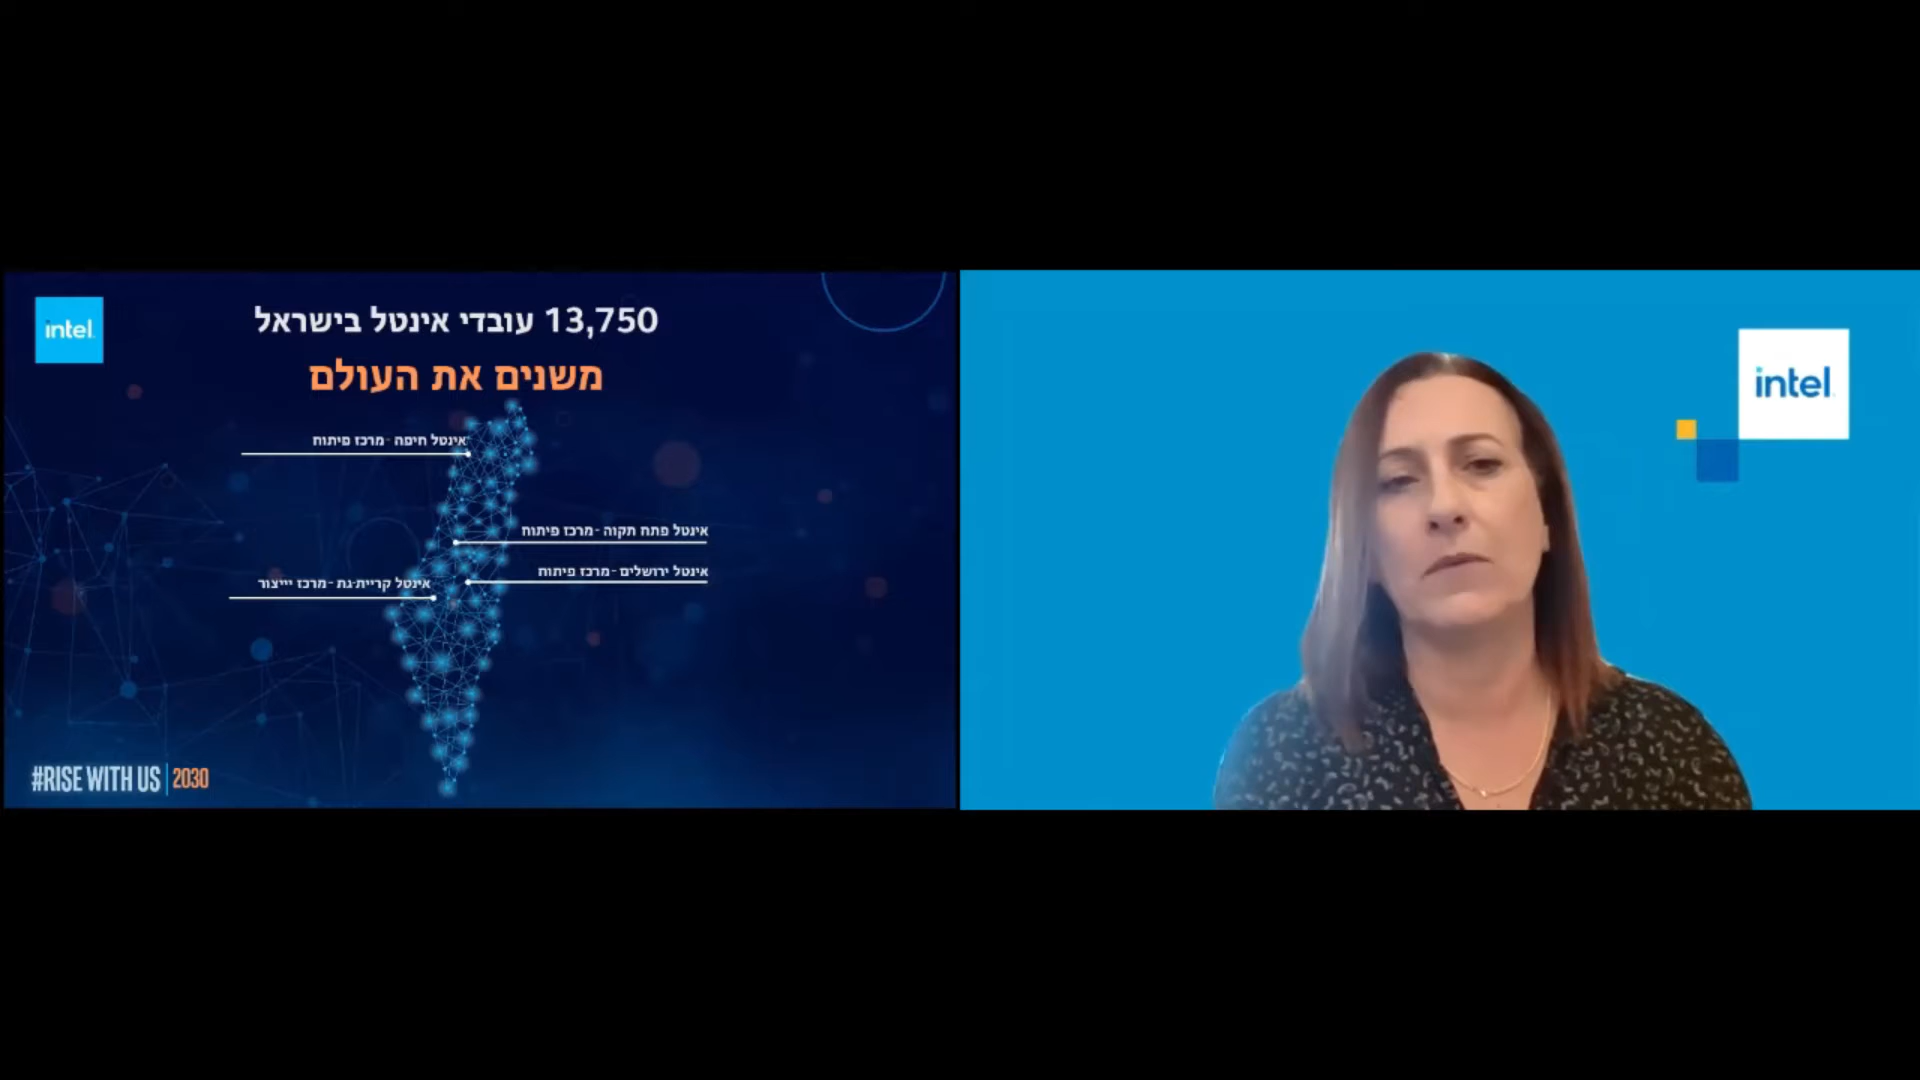 intel
13,750 עובדי אינטל בישראל
משנים את העולם
אינטל חיפה - מרכז פיתוח
אינטל פתח תקוה - מרכז פיתוח
אינטל ירושלים - מרכז פיתוח
אינטל קריית-גת - מרכז יייצור
#RISE WITH US | 2030
intel